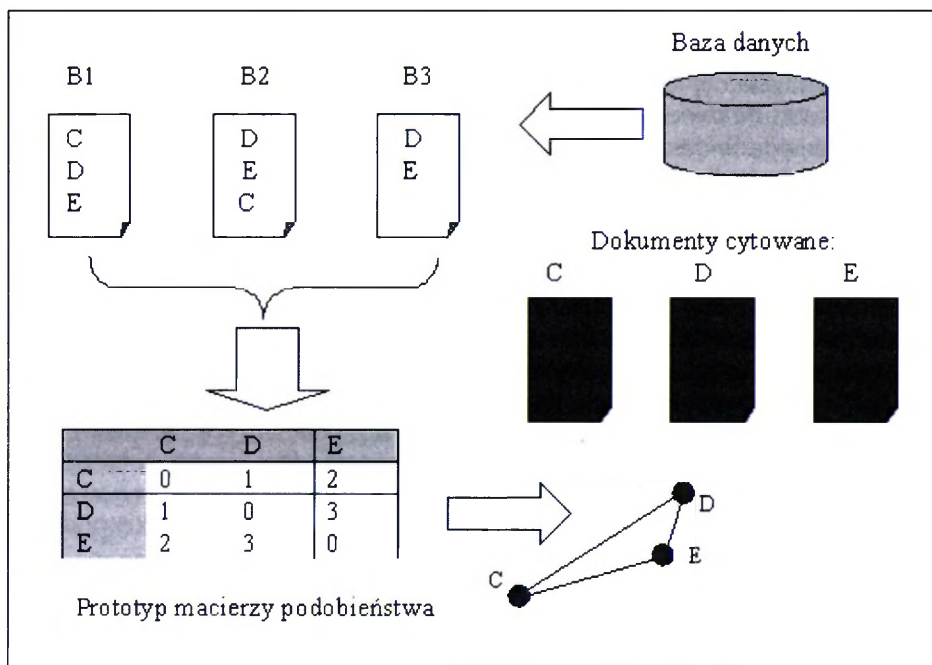 Baza danych
B1 B2 B3
C
D
E
D
E
C
D
E
Dokumenty cytowane:
C D E
C D E
C 0 1 2
D 1 0 3
E 2 3 0
D
E
C
Prototyp macierzy podobieństwa